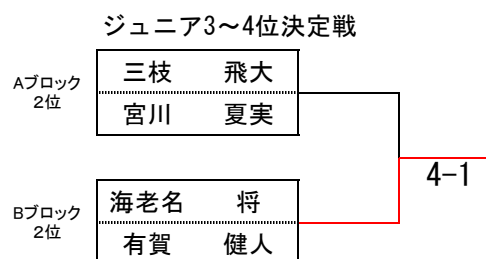 ジュニア3～4位決定戦
Aブロック
2位
三枝 飛大
宮川 夏実
4-1
Bブロック
2位
海老名 将
有賀 健人